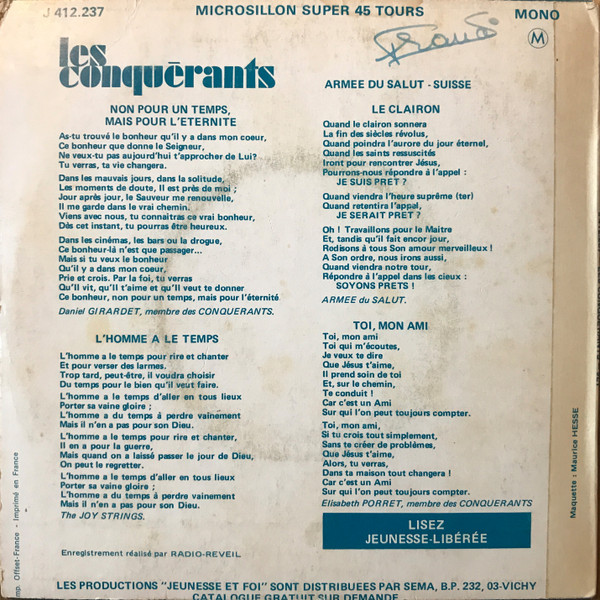 J 412.237
MICROSILLON SUPER 45 TOURS
MONO
M
les
conquérants
ARMEE DU SALUT - SUISSE
NON POUR UN TEMPS,
MAIS POUR L'ETERNITE
As-tu trouvé le bonheur qu'il y a dans mon coeur,
Ce bonheur que donne le Seigneur,
Ne veux-tu pas aujourd'hui t'approcher de Lui?
Tu verras, ta vie changera.
Dans les mauvais jours, dans la solitude,
Les moments de doute, Il est près de moi ;
Jour après jour, le Sauveur me renouvelle,
Il me garde dans le vrai chemin.
Viens avec nous, tu connaitras ce vrai bonheur,
Dès cet instant, tu pourras être heureux.
Dans les cinémas, les bars ou la drogue,
Ce bonheur-là n'est que passager...
Mais si tu veux le bonheur
Qu'il y a dans mon coeur,
Prie et crois. Par la foi, tu verras
Qu'Il vit, qu'Il t'aime et qu'Il veut te donner
Ce bonheur, non pour un temps, mais pour l'éternité
Daniel GIRARDET, membre des CONQUERANTS.
L'HOMME A LE TEMPS
L'homme a le temps pour rire et chanter
Et pour verser des larmes.
Trop tard, peut-être, il voudra choisir
Du temps pour le bien qu'il veut faire.
L'homme a le temps d'aller en tous lieux
Porter sa vaine gloire ;
L'homme a du temps à perdre vainement
Mais il n'en a pas pour son Dieu.
L'homme a le temps pour rire et chanter,
Il en a pour la guerre,
Mais quand on a laissé passer le jour de Dieu,
On peut le regretter.
L'homme a le temps d'aller en tous lieux
Porter sa vaine gloire ;
L'homme a du temps à perdre vainement
Mais il n'en a pas pour son Dieu.
The JOY STRINGS.
Enregistrement réalisé par RADIO-REVEIL
LE CLAIRON
Quand le clairon sonnera
La fin des siècles révolus,
Quand poindra l'aurore du jour éternel,
Quand les saints ressuscités
Iront pour rencontrer Jésus,
Pourrons-nous répondre à l'appel :
JE SUIS PRET ?
Quand viendra l'heure suprême (ter)
Quand retentira l'appel,
JE SERAIT PRET ?
Oh ! Travaillons pour le Maitre
Et, tandis qu'il fait encor jour,
Redisons à tous Son amour merveilleux !
A Son ordre, nous irons aussi,
Quand viendra notre tour,
Répondre à l'appel dans les cieux :
SOYONS PRETS !
ARMEE du SALUT.
TOI, MON AMI
Toi, mon ami
Toi qui m'écoutes,
Je veux te dire
Que Jésus t'aime,
Il prend soin de toi
Et, sur le chemin,
Te conduit !
Car c'est un Ami
Sur qui l'on peut toujours compter.
Toi, mon ami,
Si tu crois tout simplement,
Sans te créer de problèmes,
Que Jésus t'aime,
Alors, tu verras,
Dans ta maison tout changera !
Car c'est un Ami
Sur qui l'on peut toujours compter.
Elisabeth PORRET, membre des CONQUERANTS
LISEZ
JEUNESSE-LIBÉRÉE
Maquette : Maurice HESSE
Offset-France - Imprimé en France
LES PRODUCTIONS "JEUNESSE ET FOI" SONT DISTRIBUEES PAR SEMA, B.P. 232, 03-VICHY
CATALOGUE GRATUIT SUR DEMANDE